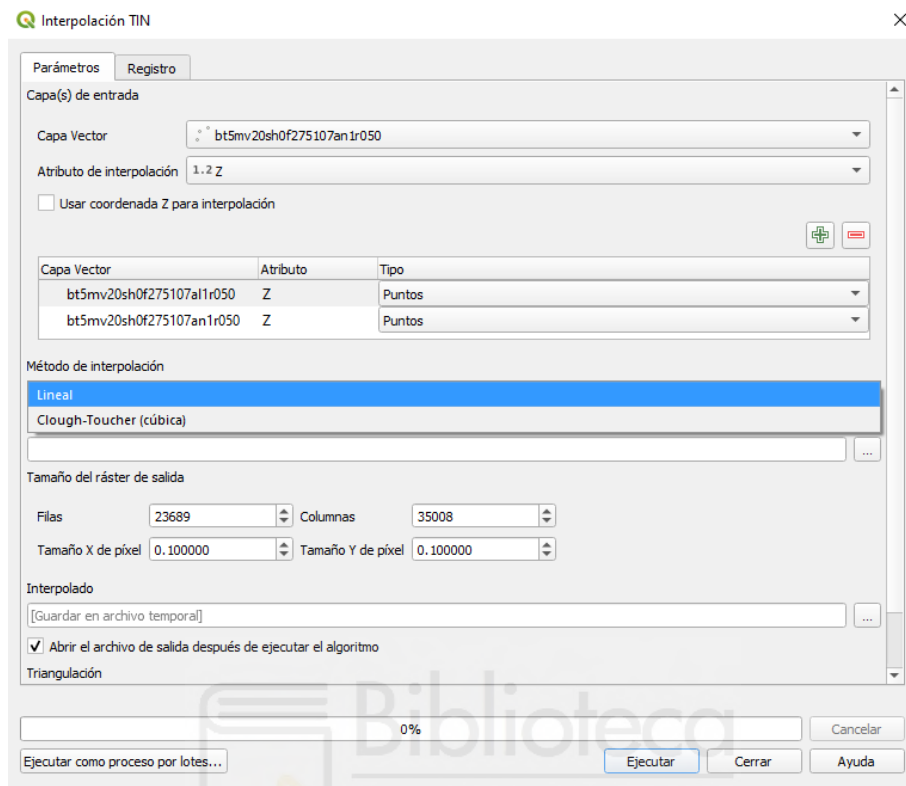 Interpolación TIN
Parámetros Registro
Capa(s) de entrada
Capa Vector bt5mv20sh0f275107an1r050
Atributo de interpolación 1.2 Z
Usar coordenada Z para interpolación
Capa Vector Atributo Tipo
bt5mv20sh0f275107al1r050 Z Puntos
bt5mv20sh0f275107an1r050 Z Puntos
Método de interpolación
Lineal
Clough-Toucher (cúbica)
...
Tamaño del ráster de salida
Filas 23689 Columnas 35008
Tamaño X de píxel 0.100000 Tamaño Y de píxel 0.100000
Interpolado
[Guardar en archivo temporal] ...
Abrir el archivo de salida después de ejecutar el algoritmo
Triangulación
Biblioteca
0% Cancelar
Ejecutar como proceso por lotes... Ejecutar Cerrar Ayuda